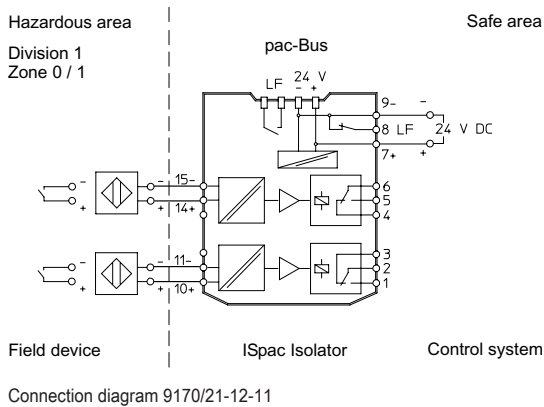 Hazardous area
Safe area
Division 1
Zone 0 / 1
pac-Bus
LF 24 V
- +
9- -
8 LF 24 V DC
7+ +
- - 15-
+ + 14+
6
5
4
- - 11-
+ + 10+
3
2
1
Field device
ISpac Isolator
Control system
Connection diagram 9170/21-12-11